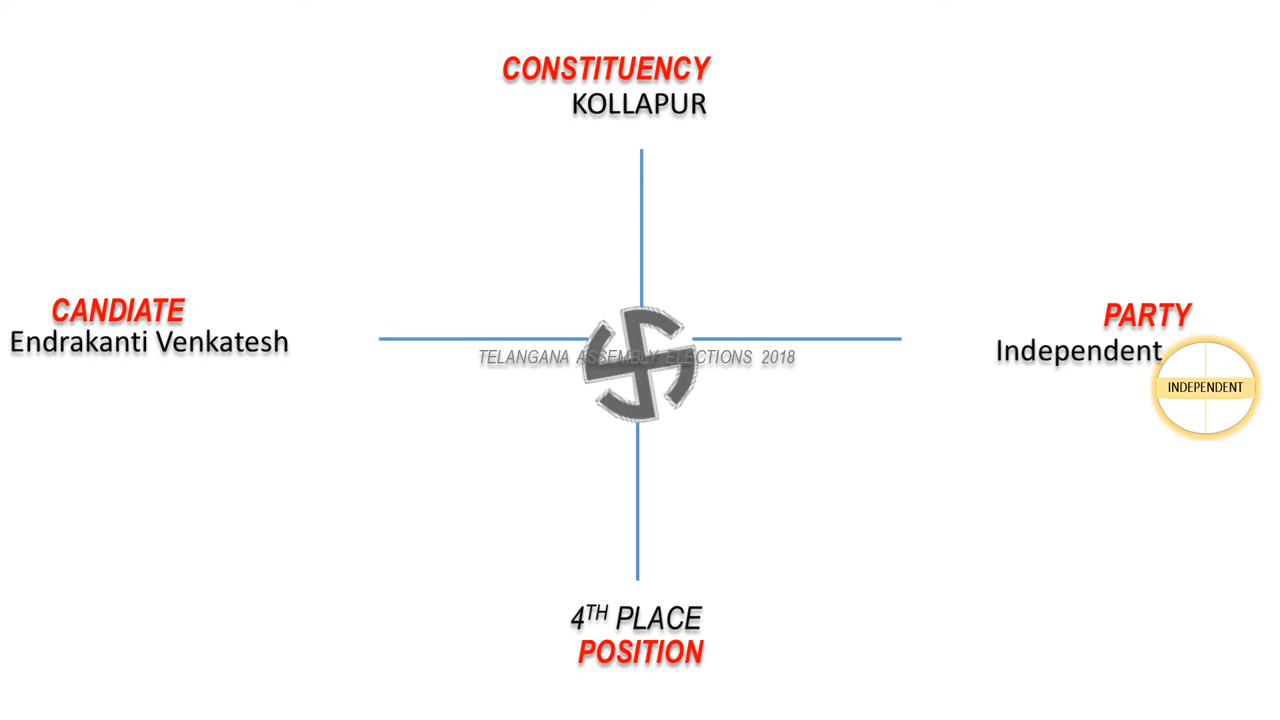 CONSTITUENCY
KOLLAPUR
CANDIATE
Endrakanti Venkatesh
TELANGANA ASSEMBLY ELECTIONS 2018
PARTY
Independent
INDEPENDENT
4TH PLACE
POSITION